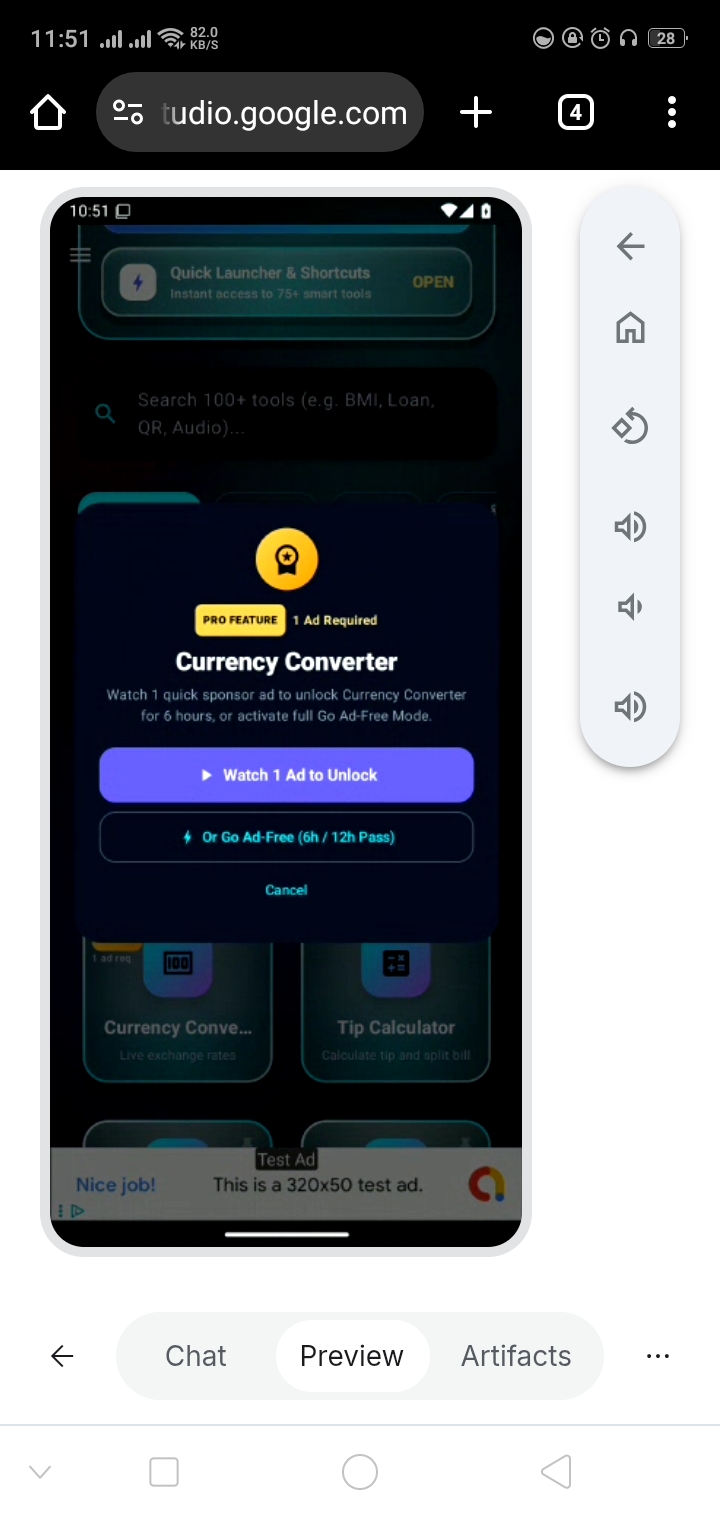 11:51
82.0
KB/S
28
tudio.google.com
4
10:51
Quick Launcher & Shortcuts
Instant access to 75+ smart tools
OPEN
Search 100+ tools (e.g. BMI, Loan,
QR, Audio)...
PRO FEATURE
1 Ad Required
Currency Converter
Watch 1 quick sponsor ad to unlock Currency Converter
for 6 hours, or activate full Go Ad-Free Mode.
Watch 1 Ad to Unlock
Or Go Ad-Free (6h / 12h Pass)
Cancel
1 ad req
100
Currency Conve...
Live exchange rates
Tip Calculator
Calculate tip and split bill
Test Ad
Nice job!
This is a 320x50 test ad.
Chat
Preview
Artifacts